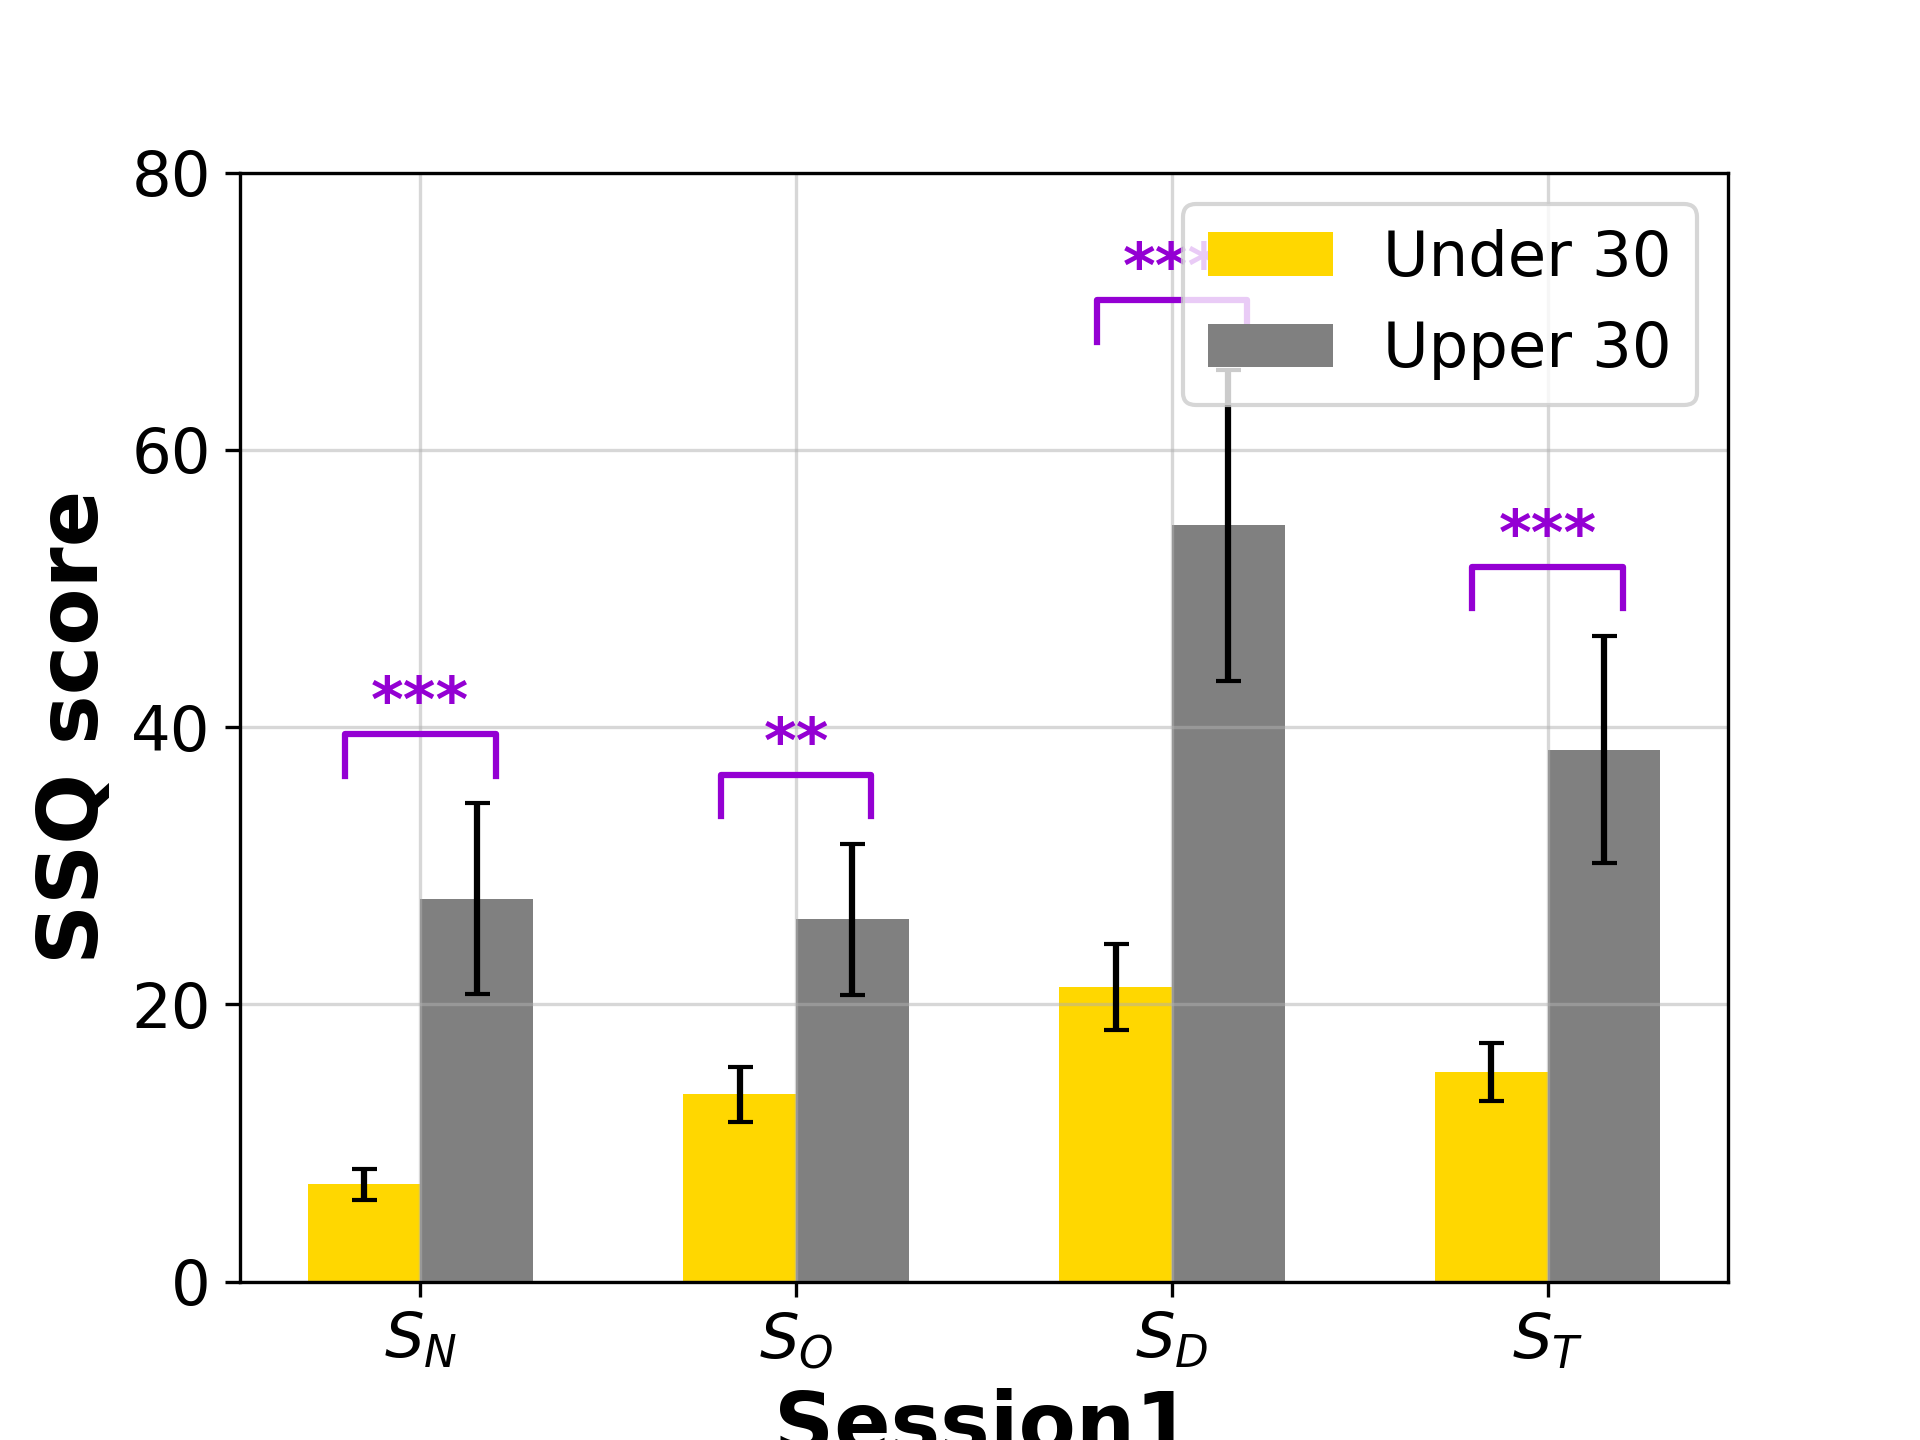 80
60
40
20
0
SSQ score
***
**
***
***
Under 30
Upper 30
S_N
S_O
S_D
S_T
Session1